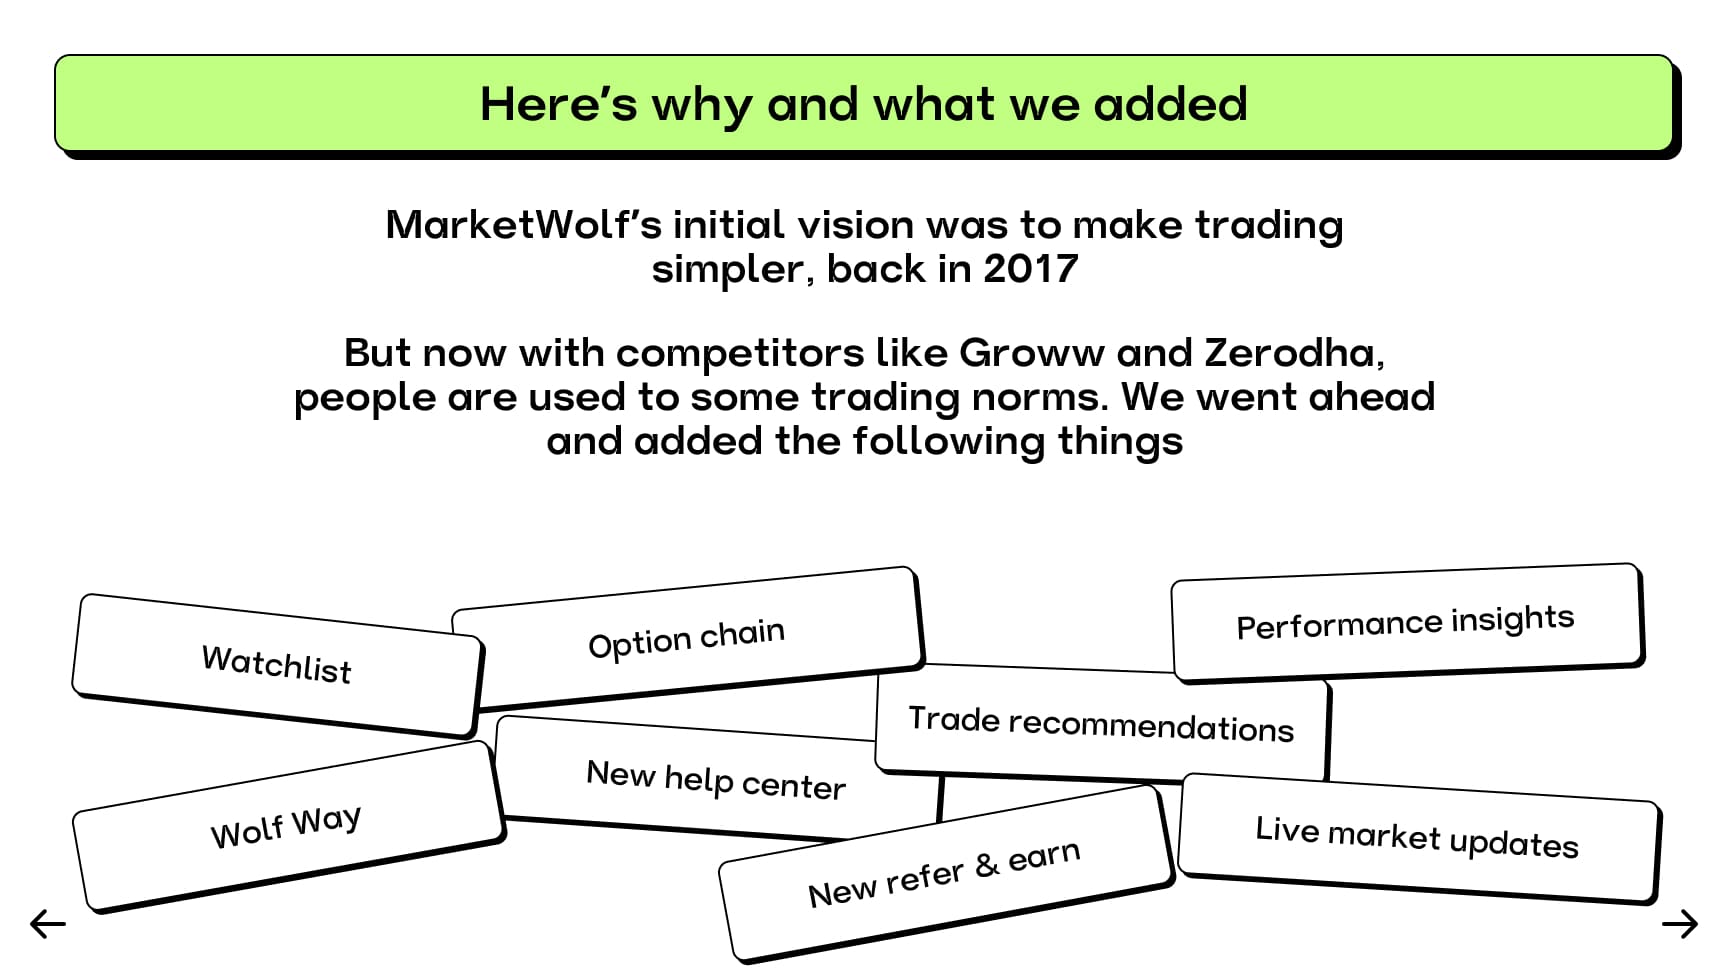 Here's why and what we added
MarketWolf's initial vision was to make trading
simpler, back in 2017
But now with competitors like Groww and Zerodha,
people are used to some trading norms. We went ahead
and added the following things
Watchlist
Option chain
Performance insights
Trade recommendations
New help center
Wolf Way
Live market updates
New refer & earn